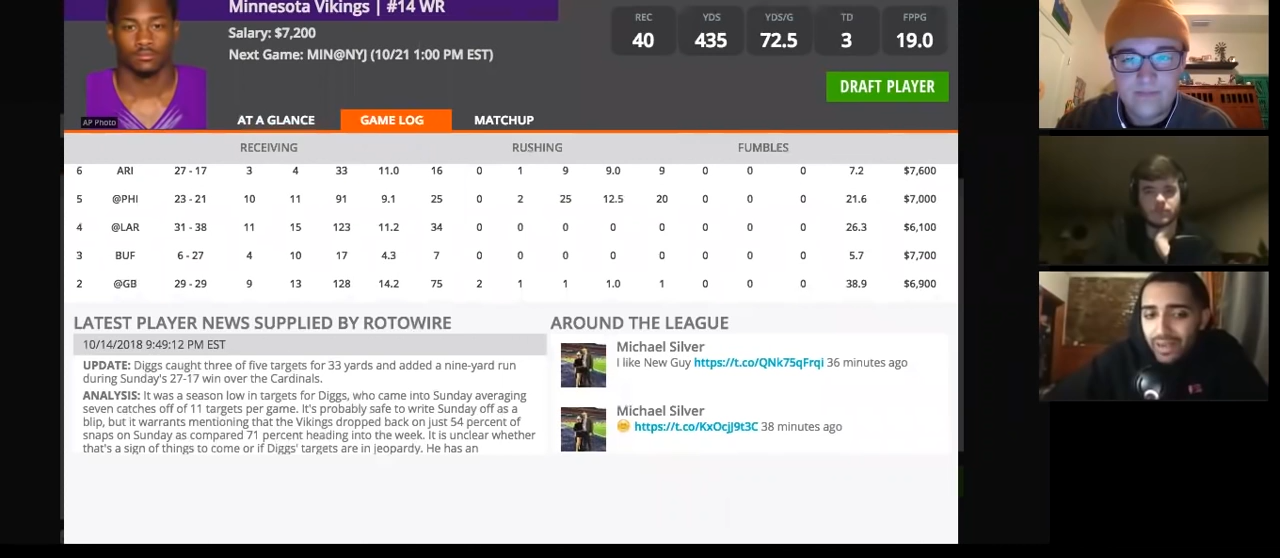 Minnesota Vikings | #14 WR
Salary: $7,200
Next Game: MIN@NYJ (10/21 1:00 PM EST)
REC YDS YDS/G TD FPPG
40 435 72.5 3 19.0
DRAFT PLAYER
AP Photo
AT A GLANCE GAME LOG MATCHUP
RECEIVING RUSHING FUMBLES
6 ARI 27 - 17 3 4 33 11.0 16 0 1 9 9.0 9 0 0 0 7.2 $7,600
5 @PHI 23 - 21 10 11 91 9.1 25 0 2 25 12.5 20 0 0 0 21.6 $7,000
4 @LAR 31 - 38 11 15 123 11.2 34 0 0 0 0 0 0 0 0 26.3 $6,100
3 BUF 6 - 27 4 10 17 4.3 7 0 0 0 0 0 0 0 0 5.7 $7,700
2 @GB 29 - 29 9 13 128 14.2 75 2 1 1 1.0 1 0 0 0 38.9 $6,900
LATEST PLAYER NEWS SUPPLIED BY ROTOWIRE
10/14/2018 9:49:12 PM EST
UPDATE: Diggs caught three of five targets for 33 yards and added a nine-yard run
during Sunday's 27-17 win over the Cardinals.
ANALYSIS: It was a season low in targets for Diggs, who came into Sunday averaging
seven catches off of 11 targets per game. It's probably safe to write Sunday off as a
blip, but it warrants mentioning that the Vikings dropped back on just 54 percent of
snaps on Sunday as compared 71 percent heading into the week. It is unclear whether
that's a sign of things to come or if Diggs' targets are in jeopardy. He has an
AROUND THE LEAGUE
Michael Silver
I like New Guy https://t.co/QNk75qFrqi 36 minutes ago
Michael Silver
https://t.co/KxOcjJ9t3C 38 minutes ago